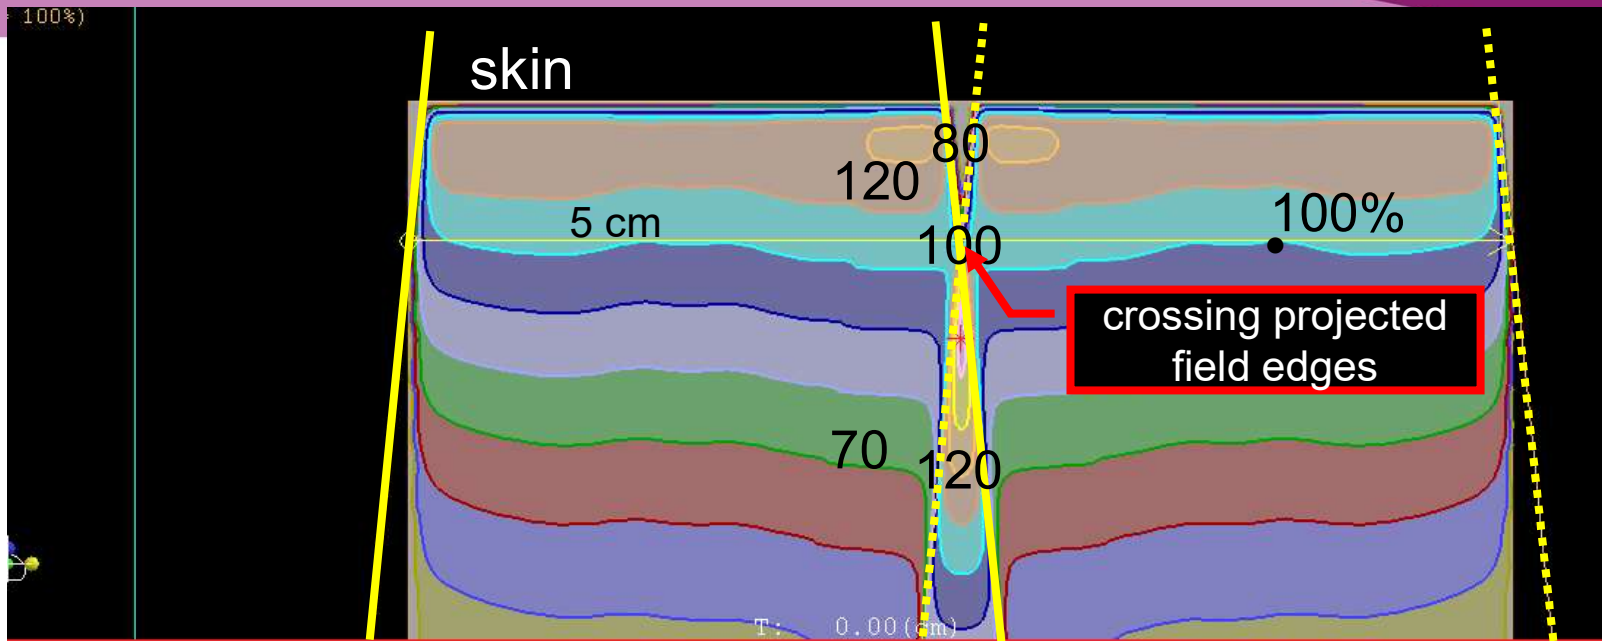 = 100%)
skin
80
120
100%
5 cm
100
crossing projected
field edges
70
120
T: 0.00(cm)